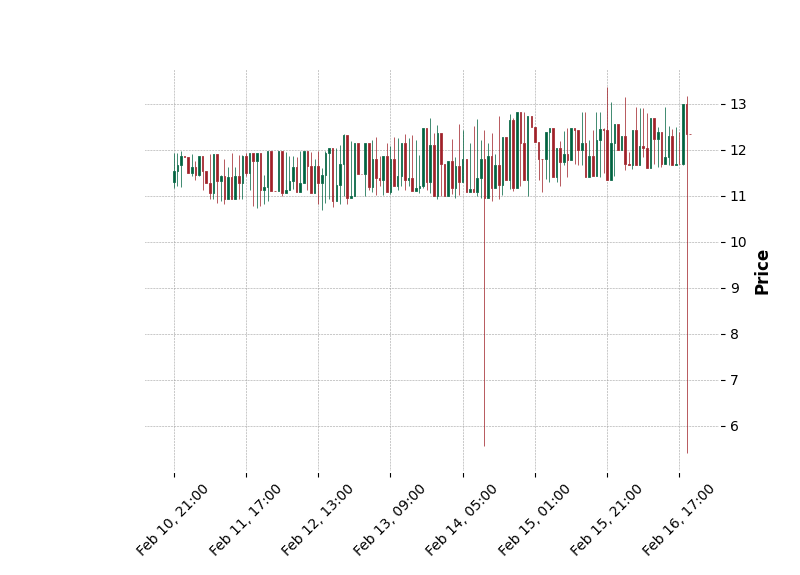 13
12
11
10
9
8
7
6
Price
Feb 10, 21:00
Feb 11, 17:00
Feb 12, 13:00
Feb 13, 09:00
Feb 14, 05:00
Feb 15, 01:00
Feb 15, 21:00
Feb 16, 17:00